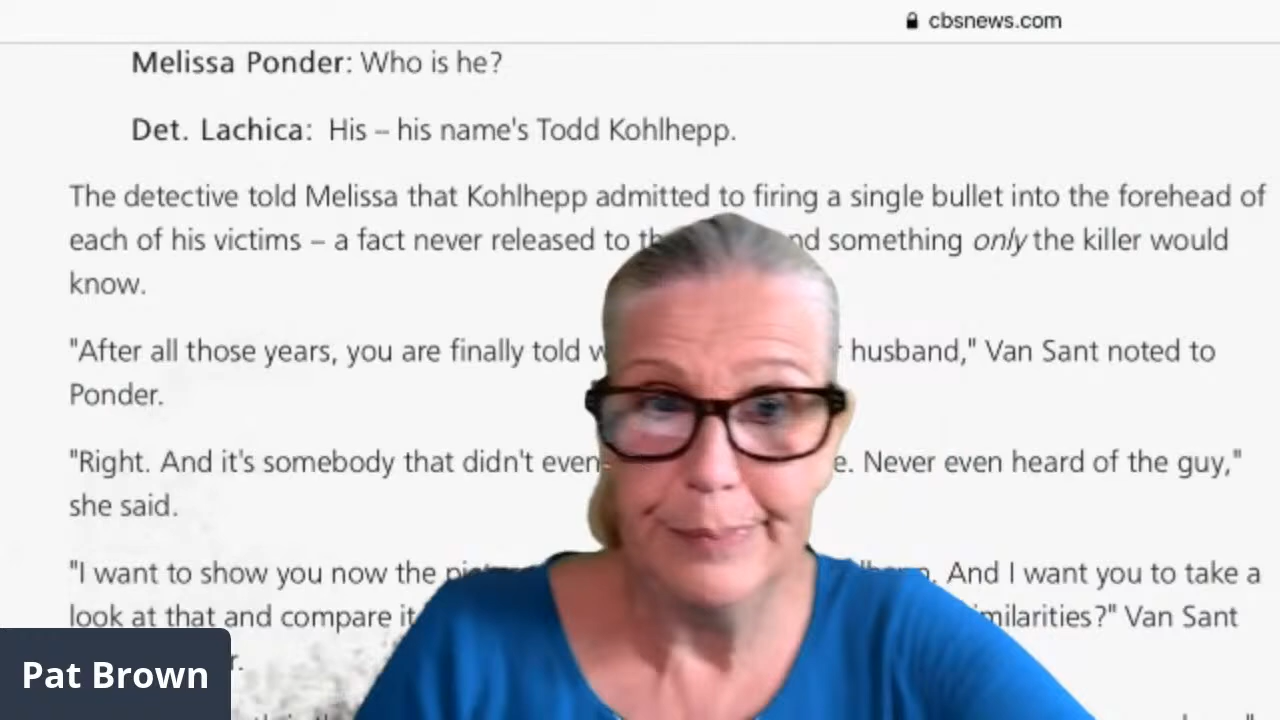 cbsnews.com
Melissa Ponder: Who is he?
Det. Lachica: His – his name's Todd Kohlhepp.
The detective told Melissa that Kohlhepp admitted to firing a single bullet into the forehead of
each of his victims – a fact never released to something only the killer would
know.
"After all those years, you are finally told husband," Van Sant noted to
Ponder.
"Right. And it's somebody that didn't even Never even heard of the guy,"
she said.
"I want to show you now the And I want you to take a
look at that and compare it similarities?" Van Sant
Pat Brown